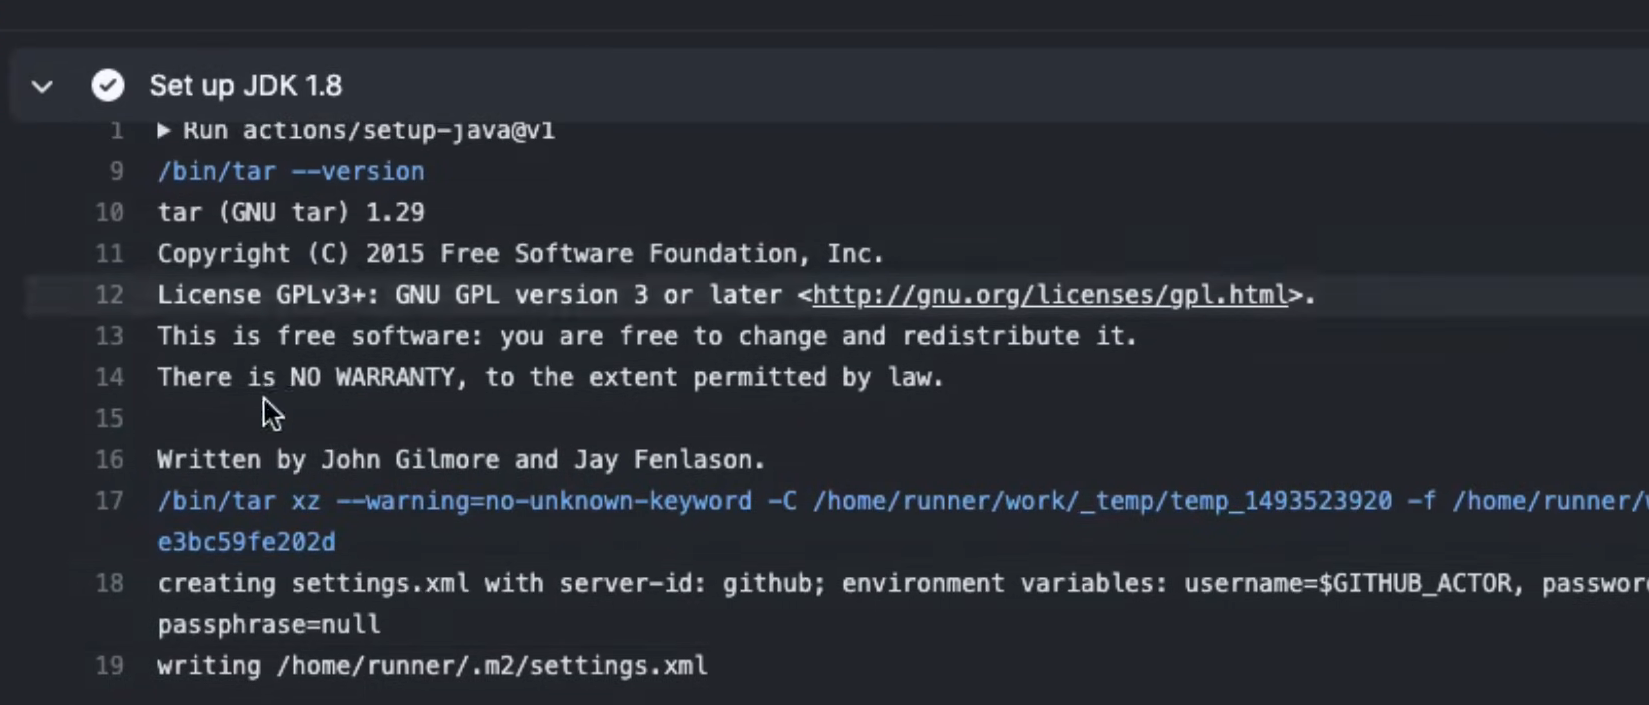 Set up JDK 1.8
1 ▶ Run actions/setup-java@v1
9 /bin/tar --version
10 tar (GNU tar) 1.29
11 Copyright (C) 2015 Free Software Foundation, Inc.
12 License GPLv3+: GNU GPL version 3 or later <http://gnu.org/licenses/gpl.html>.
13 This is free software: you are free to change and redistribute it.
14 There is NO WARRANTY, to the extent permitted by law.
15
16 Written by John Gilmore and Jay Fenlason.
17 /bin/tar xz --warning=no-unknown-keyword -C /home/runner/work/_temp/temp_1493523920 -f /home/runner/
e3bc59fe202d
18 creating settings.xml with server-id: github; environment variables: username=$GITHUB_ACTOR,
passphrase=null
19 writing /home/runner/.m2/settings.xml